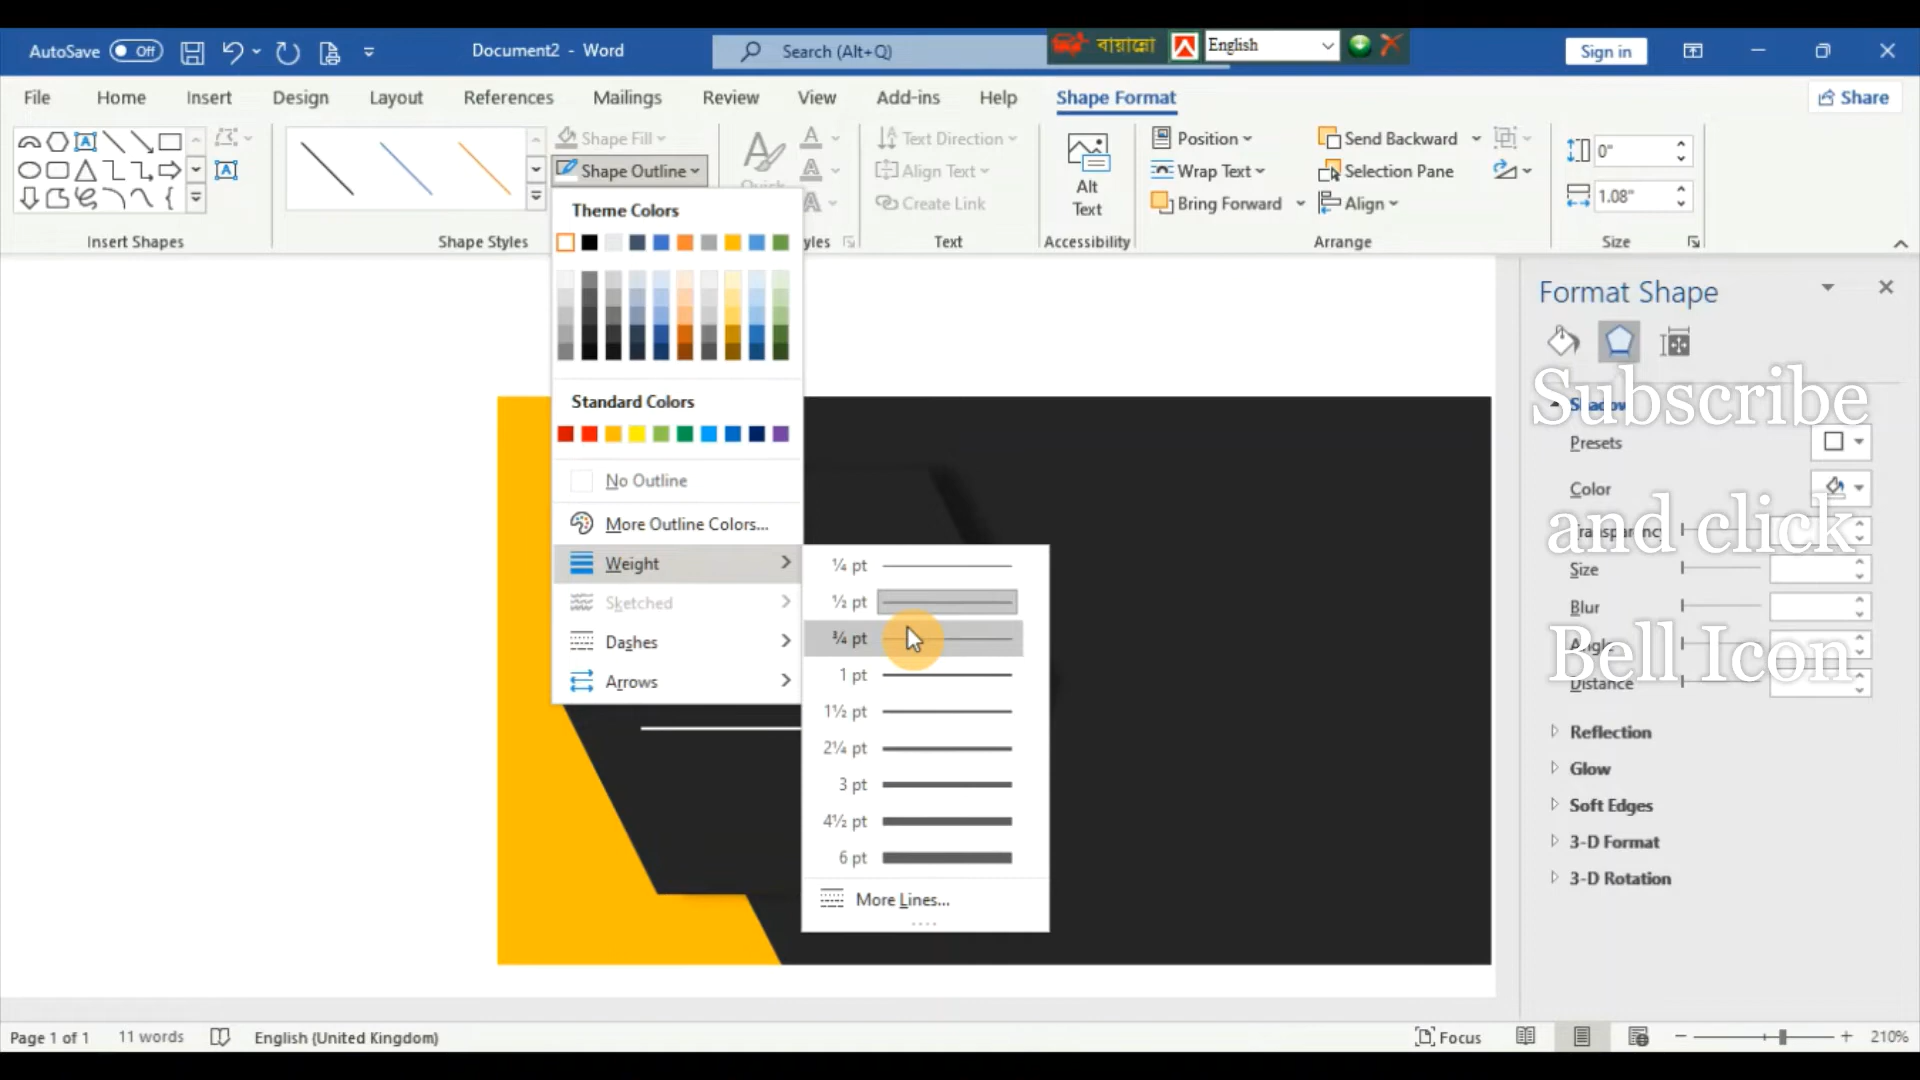 AutoSave Off
Document2 - Word
Search (Alt+Q)
বায়ান্নো
English
Sign in
File Home Insert Design Layout References Mailings Review View Add-ins Help Shape Format
Share
Shape Fill
Shape Outline
Text Direction
Align Text
Create Link
Alt
Text
Position
Wrap Text
Bring Forward
Send Backward
Selection Pane
Align
0"
1.08"
Insert Shapes
Shape Styles
Text
Accessibility
Arrange
Size
Theme Colors
Standard Colors
No Outline
More Outline Colors...
Weight
Sketched
Dashes
Arrows
¼ pt
½ pt
¾ pt
1 pt
1½ pt
2¼ pt
3 pt
4½ pt
6 pt
More Lines...
Format Shape
Shadow
Presets
Color
Transparency
Size
Blur
Angle
Distance
Reflection
Glow
Soft Edges
3-D Format
3-D Rotation
Subscribe
and click
Bell Icon
Page 1 of 1
11 words
English (United Kingdom)
Focus
210%